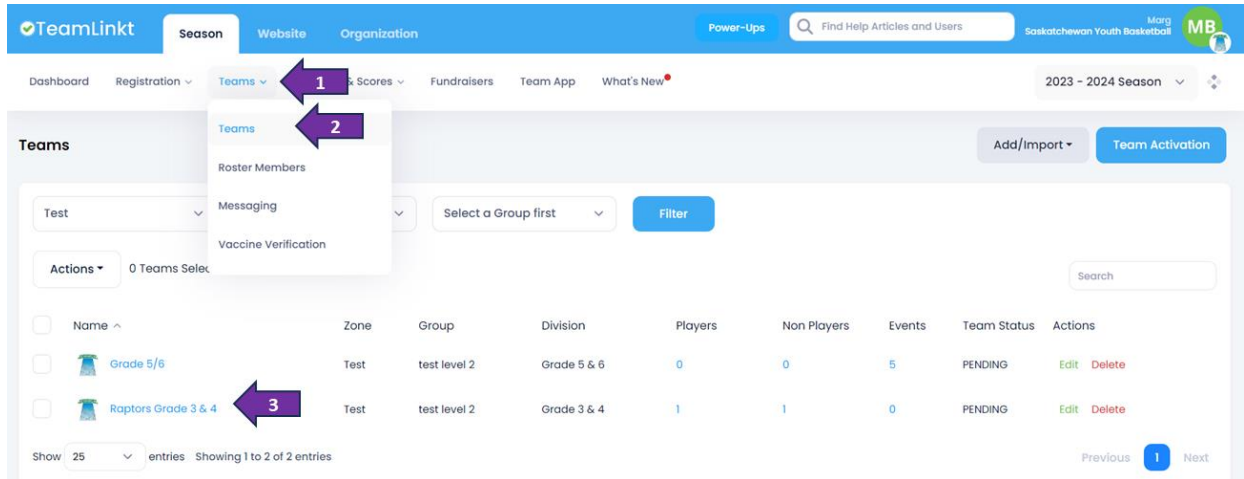 TeamLinkt Season Website Organization Power-Ups Find Help Articles and Users Marg
Saskatchewan Youth Basketball MB
Dashboard Registration Teams 1 & Scores Fundraisers Team App What's New 2023 - 2024 Season
Teams 2
Teams Add/Import Team Activation
Roster Members
Test Messaging Select a Group first Filter
Vaccine Verification
Actions 0 Teams Selec Search
Name Zone Group Division Players Non Players Events Team Status Actions
Grade 5/6 Test test level 2 Grade 5 & 6 0 0 5 PENDING Edit Delete
Raptors Grade 3 & 4 3 Test test level 2 Grade 3 & 4 1 1 0 PENDING Edit Delete
Show 25 entries Showing 1 to 2 of 2 entries Previous 1 Next